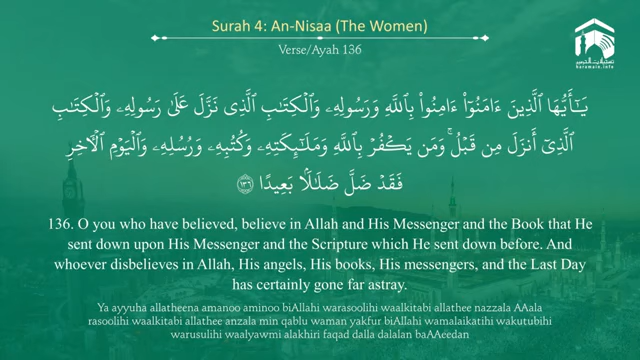 Surah 4: An-Nisaa (The Women)
Verse/Ayah 136
haramain.info
يَـٰٓأَيُّهَا ٱلَّذِينَ ءَامَنُوٓا۟ ءَامِنُوا۟ بِٱللَّهِ وَرَسُولِهِۦ وَٱلْكِتَـٰبِ ٱلَّذِى نَزَّلَ عَلَىٰ رَسُولِهِۦ وَٱلْكِتَـٰبِ
ٱلَّذِىٓ أَنزَلَ مِن قَبْلُ ۚ وَمَن يَكْفُرْ بِٱللَّهِ وَمَلَـٰٓئِكَتِهِۦ وَكُتُبِهِۦ وَرُسُلِهِۦ وَٱلْيَوْمِ ٱلْـَٔاخِرِ
فَقَدْ ضَلَّ ضَلَـٰلًۢا بَعِيدًا ﴿١٣٦﴾
136. O you who have believed, believe in Allah and His Messenger and the Book that He
sent down upon His Messenger and the Scripture which He sent down before. And
whoever disbelieves in Allah, His angels, His books, His messengers, and the Last Day
has certainly gone far astray.
Ya ayyuha allatheena amanoo aminoo biAllahi warasoolihi waalkitabi allathee nazzala AAala
rasoolihi waalkitabi allathee anzala min qablu waman yakfur biAllahi wamalaikatihi wakutubihi
warusulihi waalyawmi alakhiri faqad dalla dalalan baAAeedan